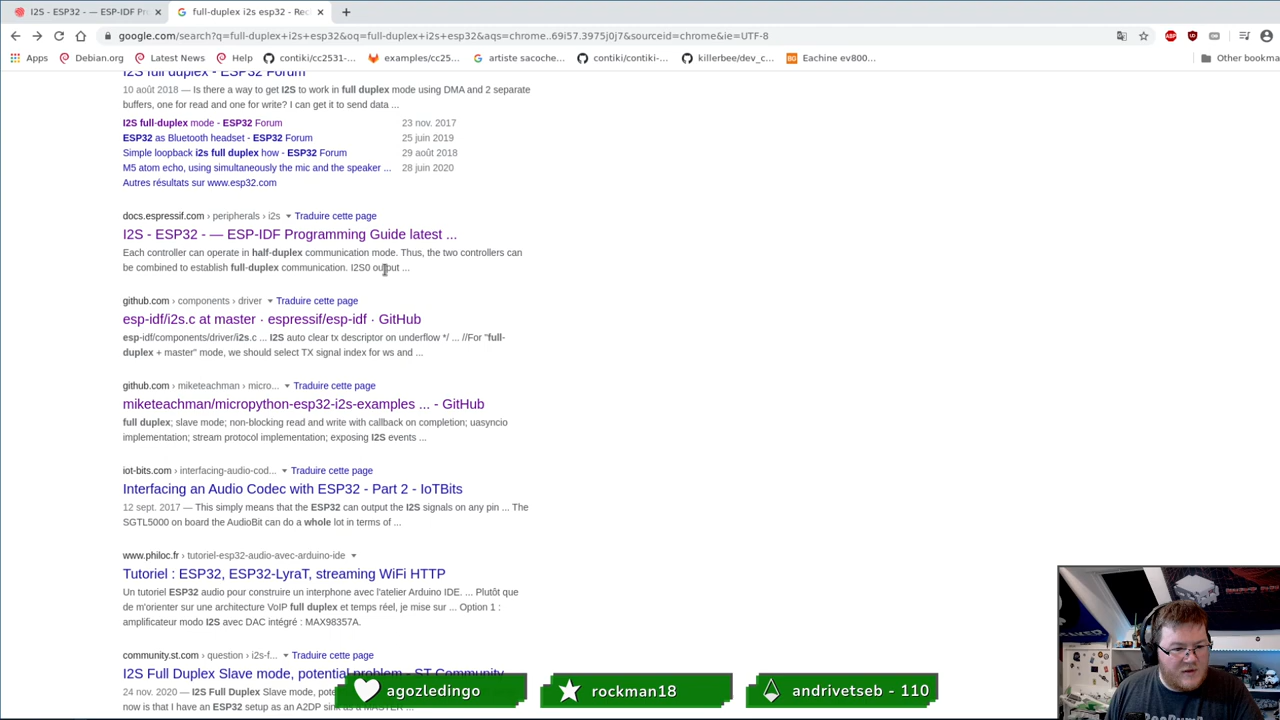 I2S - ESP32 - — ESP-IDF Pr
full-duplex i2s esp32 - Rec
google.com/search?q=full-duplex+i2s+esp32&oq=full-duplex+i2s+esp32&aqs=chrome..69i57.3975j0j7&sourceid=chrome&ie=UTF-8
Apps
Debian.org
Latest News
Help
contiki/cc2531-...
examples/cc25...
artiste sacoche...
contiki/contiki-...
killerbee/dev_c...
Eachine ev800...
Other bookma
I2S full duplex - ESP32 Forum
10 août 2018 — Is there a way to get I2S to work in full duplex mode using DMA and 2 separate
buffers, one for read and one for write? I can get it to send data ...
I2S full-duplex mode - ESP32 Forum 23 nov. 2017
ESP32 as Bluetooth headset - ESP32 Forum 25 juin 2019
Simple loopback i2s full duplex how - ESP32 Forum 29 août 2018
M5 atom echo, using simultaneously the mic and the speaker ... 28 juin 2020
Autres résultats sur www.esp32.com
docs.espressif.com › peripherals › i2s Traduire cette page
I2S - ESP32 - — ESP-IDF Programming Guide latest ...
Each controller can operate in half-duplex communication mode. Thus, the two controllers can
be combined to establish full-duplex communication. I2S0 output ...
github.com › components › driver Traduire cette page
esp-idf/i2s.c at master · espressif/esp-idf · GitHub
esp-idf/components/driver/i2s.c ... I2S auto clear tx descriptor on underflow */ ... //For "full-
duplex + master" mode, we should select TX signal index for ws and ...
github.com › miketeachman › micro... Traduire cette page
miketeachman/micropython-esp32-i2s-examples ... - GitHub
full duplex; slave mode; non-blocking read and write with callback on completion; uasyncio
implementation; stream protocol implementation; exposing I2S events ...
iot-bits.com › interfacing-audio-cod... Traduire cette page
Interfacing an Audio Codec with ESP32 - Part 2 - IoTBits
12 sept. 2017 — This simply means that the ESP32 can output the I2S signals on any pin ... The
SGTL5000 on board the AudioBit can do a whole lot in terms of ...
www.philoc.fr › tutoriel-esp32-audio-avec-arduino-ide
Tutoriel : ESP32, ESP32-LyraT, streaming WiFi HTTP
Un tutoriel ESP32 audio pour construire un interphone avec l'atelier Arduino IDE. ... Plutôt que
de m'orienter sur une architecture VoIP full duplex et temps réel, je mise sur ... Option 1 :
amplificateur modo I2S avec DAC intégré : MAX98357A.
community.st.com › question › i2s-f... Traduire cette page
I2S Full Duplex Slave mode, potential problem - ST Community
24 nov. 2020 — I2S Full Duplex Slave mode,
now is that I have an ESP32 setup as an A2DP
agozledingo
rockman18
andrivetseb - 110